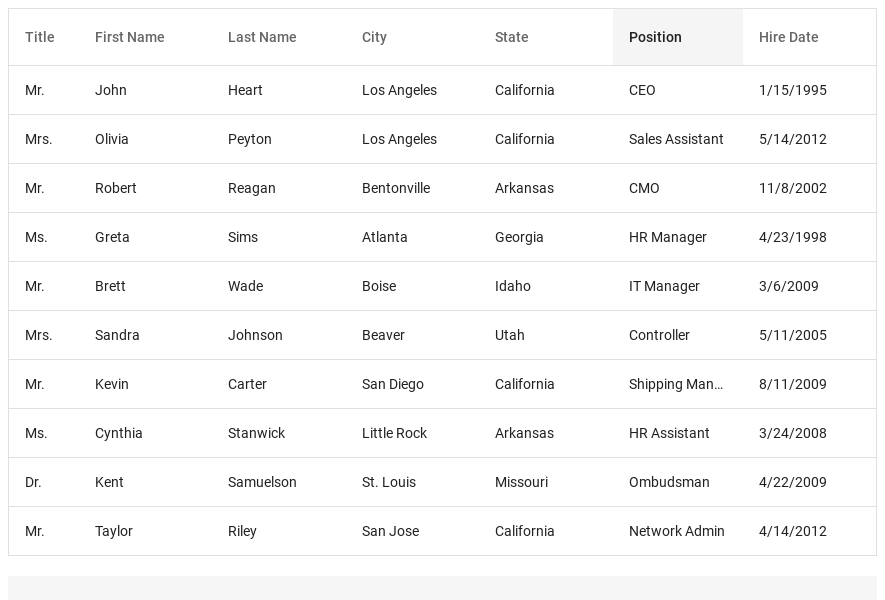 Title First Name Last Name City State Position Hire Date
Mr. John Heart Los Angeles California CEO 1/15/1995
Mrs. Olivia Peyton Los Angeles California Sales Assistant 5/14/2012
Mr. Robert Reagan Bentonville Arkansas CMO 11/8/2002
Ms. Greta Sims Atlanta Georgia HR Manager 4/23/1998
Mr. Brett Wade Boise Idaho IT Manager 3/6/2009
Mrs. Sandra Johnson Beaver Utah Controller 5/11/2005
Mr. Kevin Carter San Diego California Shipping Man… 8/11/2009
Ms. Cynthia Stanwick Little Rock Arkansas HR Assistant 3/24/2008
Dr. Kent Samuelson St. Louis Missouri Ombudsman 4/22/2009
Mr. Taylor Riley San Jose California Network Admin 4/14/2012